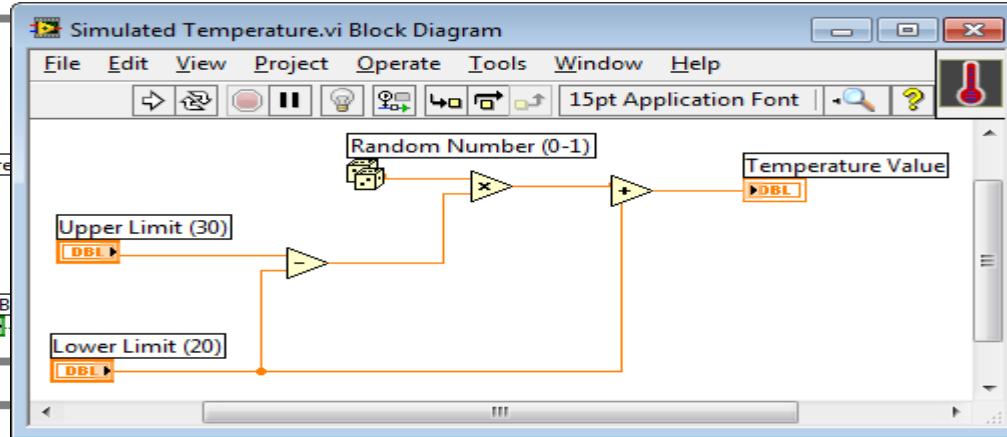 Simulated Temperature.vi Block Diagram
File Edit View Project Operate Tools Window Help
15pt Application Font
Random Number (0-1)
Temperature Value
DBL
Upper Limit (30)
DBL
Lower Limit (20)
DBL